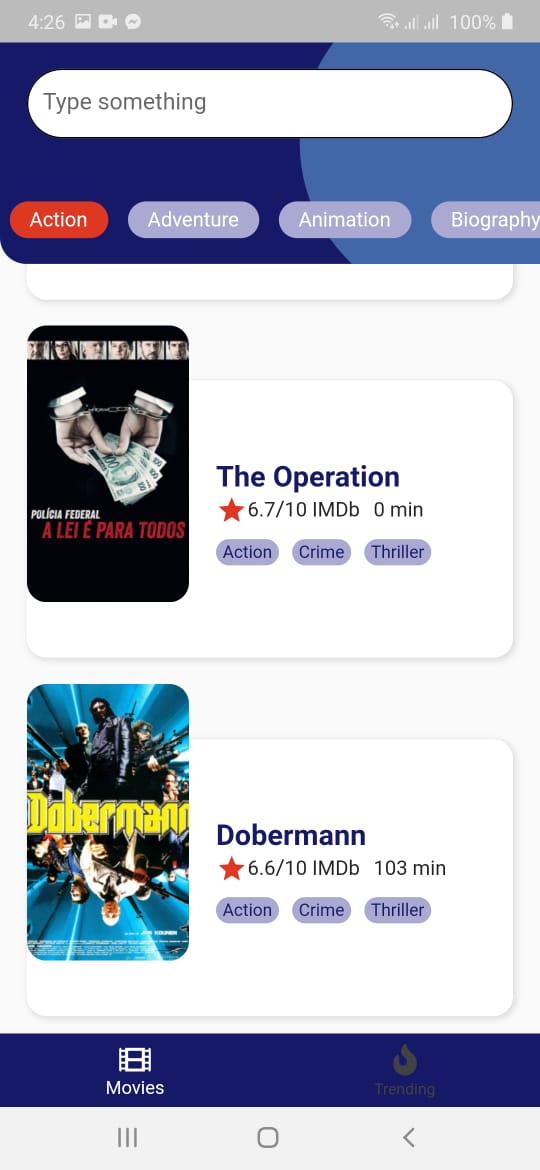 4:26 100%
Type something
Action Adventure Animation Biography
POLÍCIA FEDERAL
A LEI É PARA TODOS
The Operation
6.7/10 IMDb 0 min
Action Crime Thriller
Dobermann
Dobermann
6.6/10 IMDb 103 min
Action Crime Thriller
Movies Trending